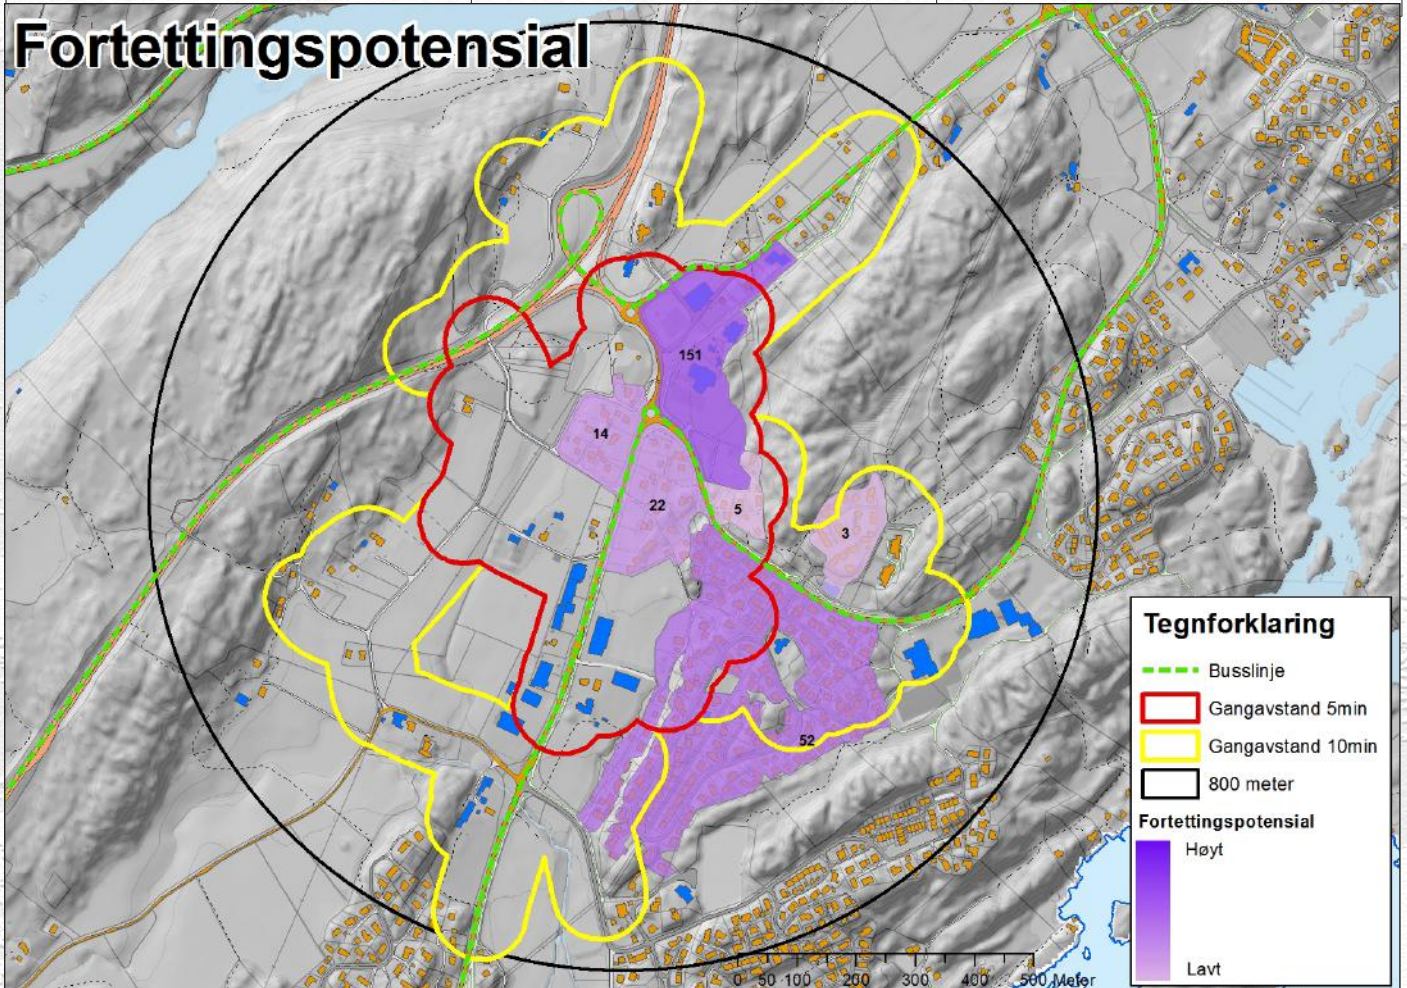 Fortettingspotensial
151
14
22
5
3
52
Tegnforklaring
Busslinje
Gangavstand 5min
Gangavstand 10min
800 meter
Fortettingspotensial
Høyt
Lavt
0 50 100 200 300 400 500 Meter